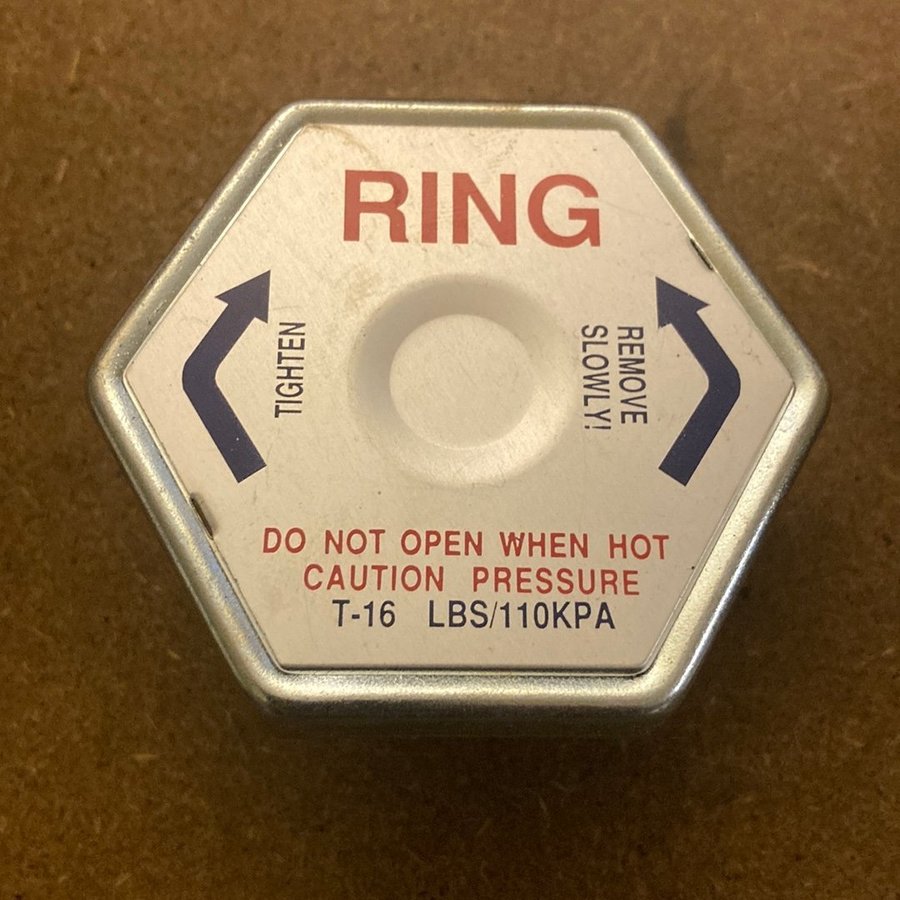 RING
TIGHTEN
REMOVE
SLOWLY!
DO NOT OPEN WHEN HOT
CAUTION PRESSURE
T-16 LBS/110KPA